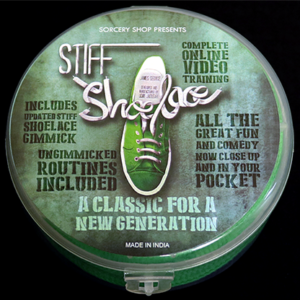 SORCERY SHOP PRESENTS
STIFF
Shoelace
COMPLETE
ONLINE
VIDEO
TRAINING
INCLUDES
UPDATED STIFF
SHOELACE
GIMMICK
UNGIMMICKED
ROUTINES
INCLUDED
ALL THE
GREAT FUN
AND COMEDY
NOW CLOSE UP
AND IN YOUR
POCKET
A CLASSIC FOR A
NEW GENERATION
MADE IN INDIA